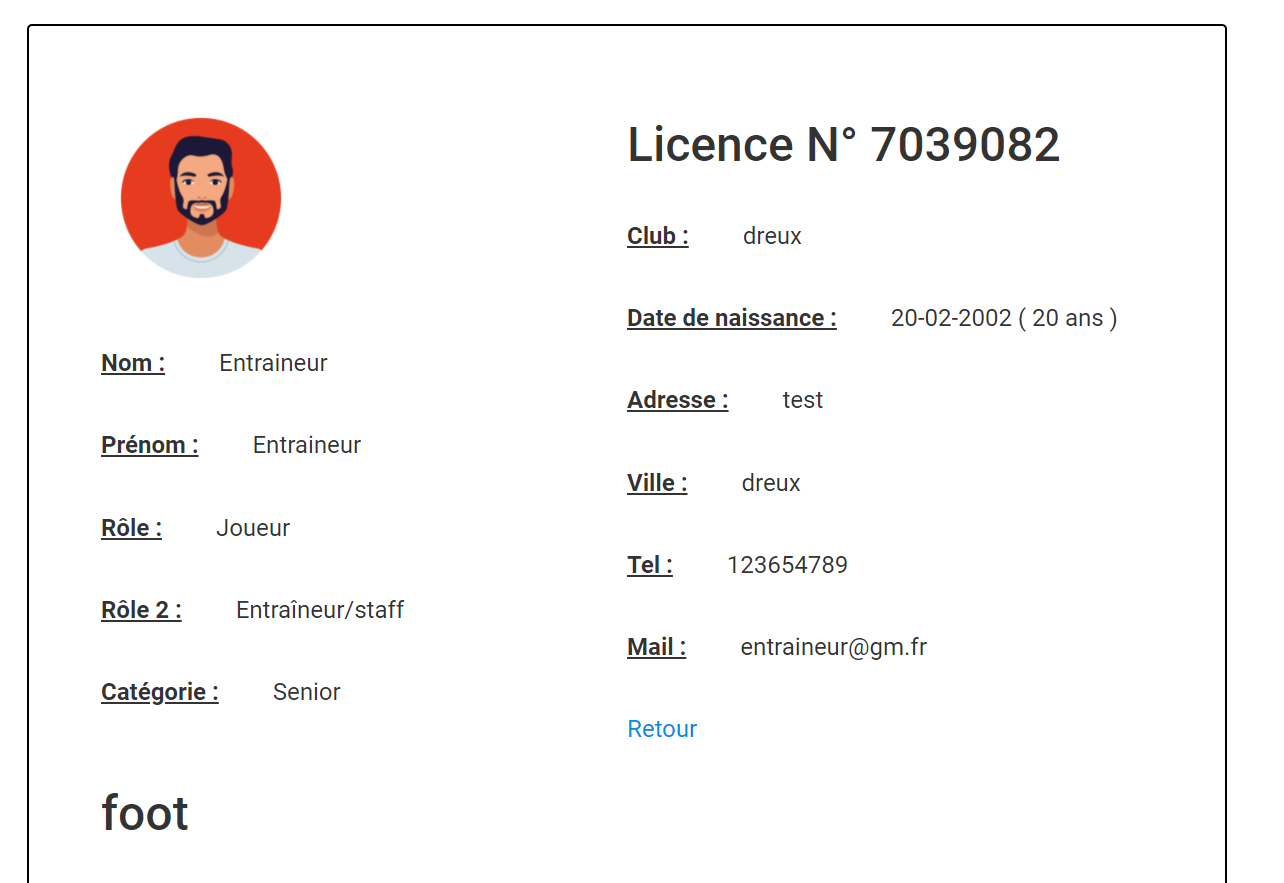 Licence N° 7039082
Nom : Entraineur
Prénom : Entraineur
Rôle : Joueur
Rôle 2 : Entraîneur/staff
Catégorie : Senior
foot
Club : dreux
Date de naissance : 20-02-2002 ( 20 ans )
Adresse : test
Ville : dreux
Tel : 123654789
Mail : entraineur@gm.fr
Retour